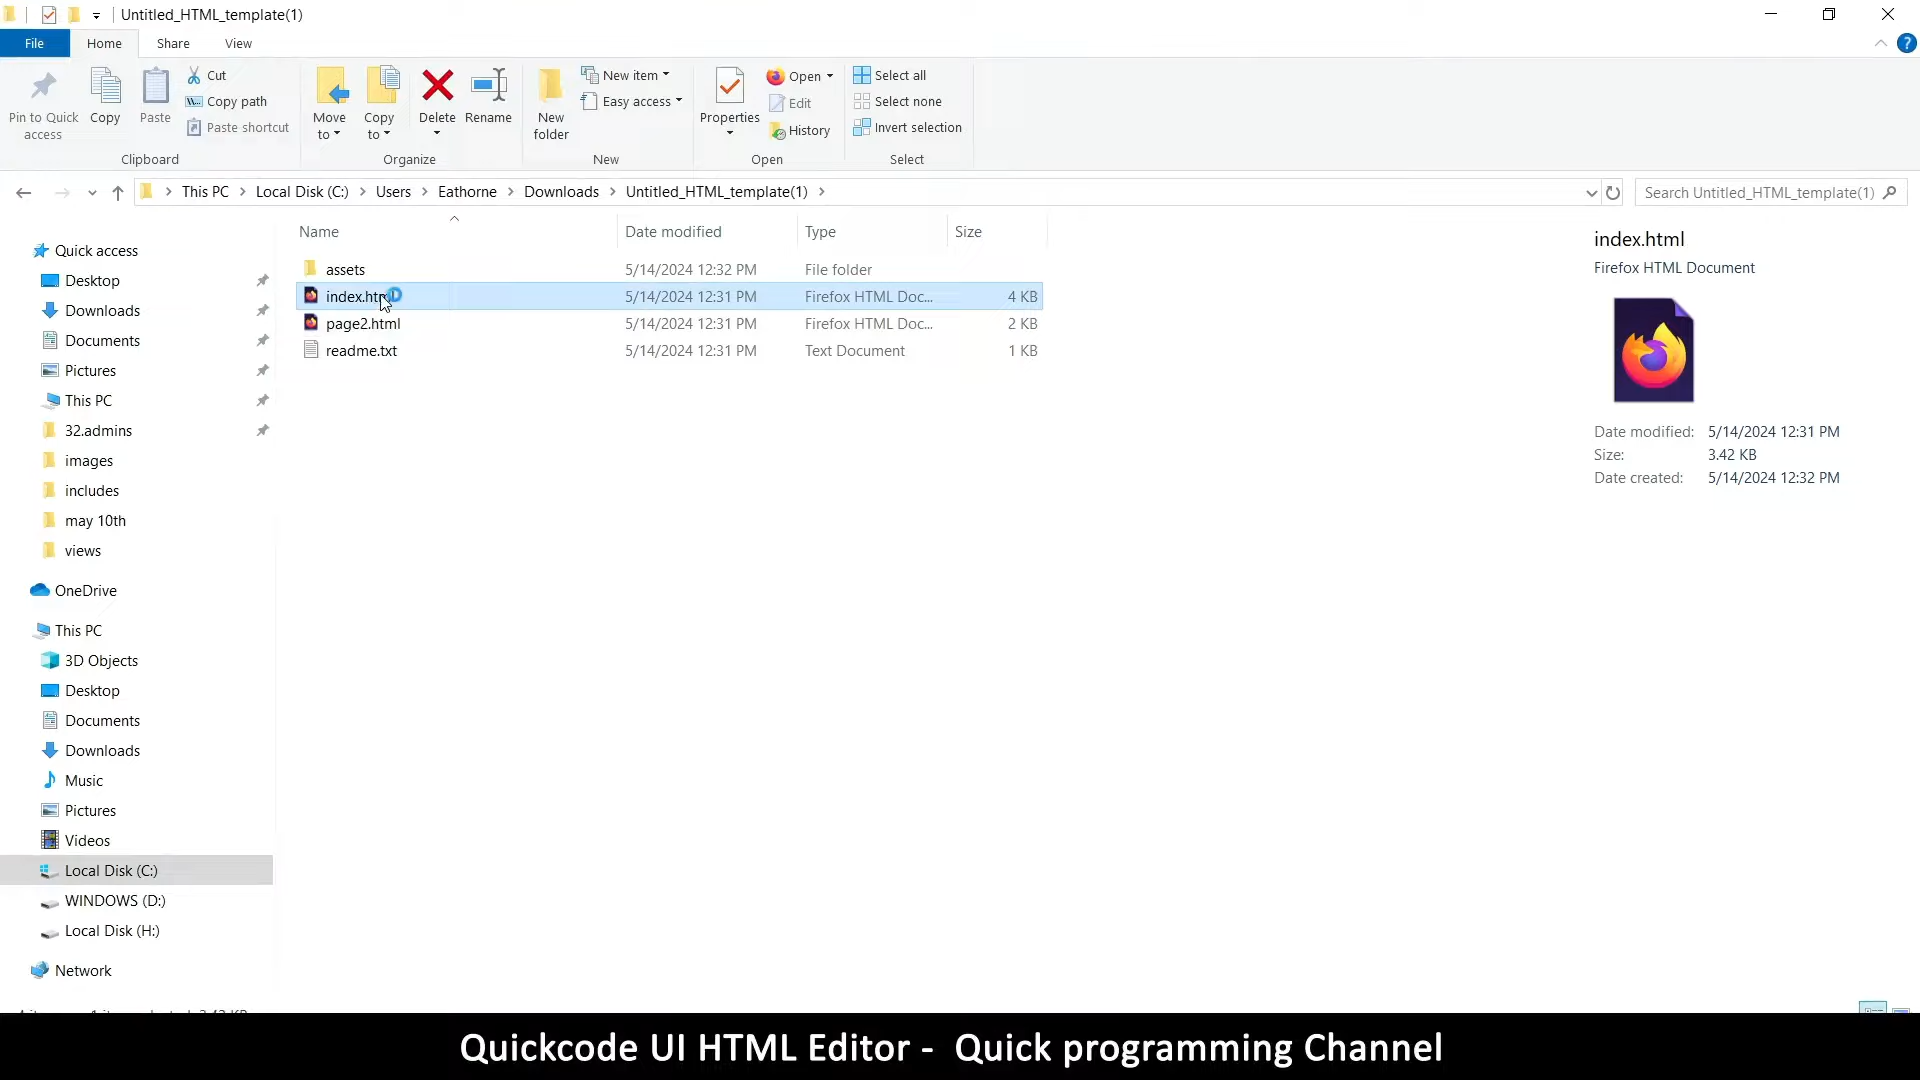 Untitled_HTML_template(1)
File Home Share View
Pin to Quick access
Copy
Paste
Cut
Copy path
Paste shortcut
Clipboard
Move to
Copy to
Delete
Rename
Organize
New folder
New item
Easy access
New
Properties
Open
Edit
History
Open
Select all
Select none
Invert selection
Select
This PC > Local Disk (C:) > Users > Eathorne > Downloads > Untitled_HTML_template(1) >
Search Untitled_HTML_template(1)
Name Date modified Type Size
assets 5/14/2024 12:32 PM File folder
5/14/2024 12:31 PM Firefox HTML Doc... 4 KB
page2.html 5/14/2024 12:31 PM Firefox HTML Doc... 2 KB
readme.txt 5/14/2024 12:31 PM Text Document 1 KB
Quick access
Desktop
Downloads
Documents
Pictures
This PC
32.admins
images
includes
may 10th
views
OneDrive
This PC
3D Objects
Desktop
Documents
Downloads
Music
Pictures
Videos
Local Disk (C:)
WINDOWS (D:)
Local Disk (H:)
Network
index.html
Firefox HTML Document
Date modified: 5/14/2024 12:31 PM
Size: 3.42 KB
Date created: 5/14/2024 12:32 PM
Quickcode UI HTML Editor - Quick programming Channel